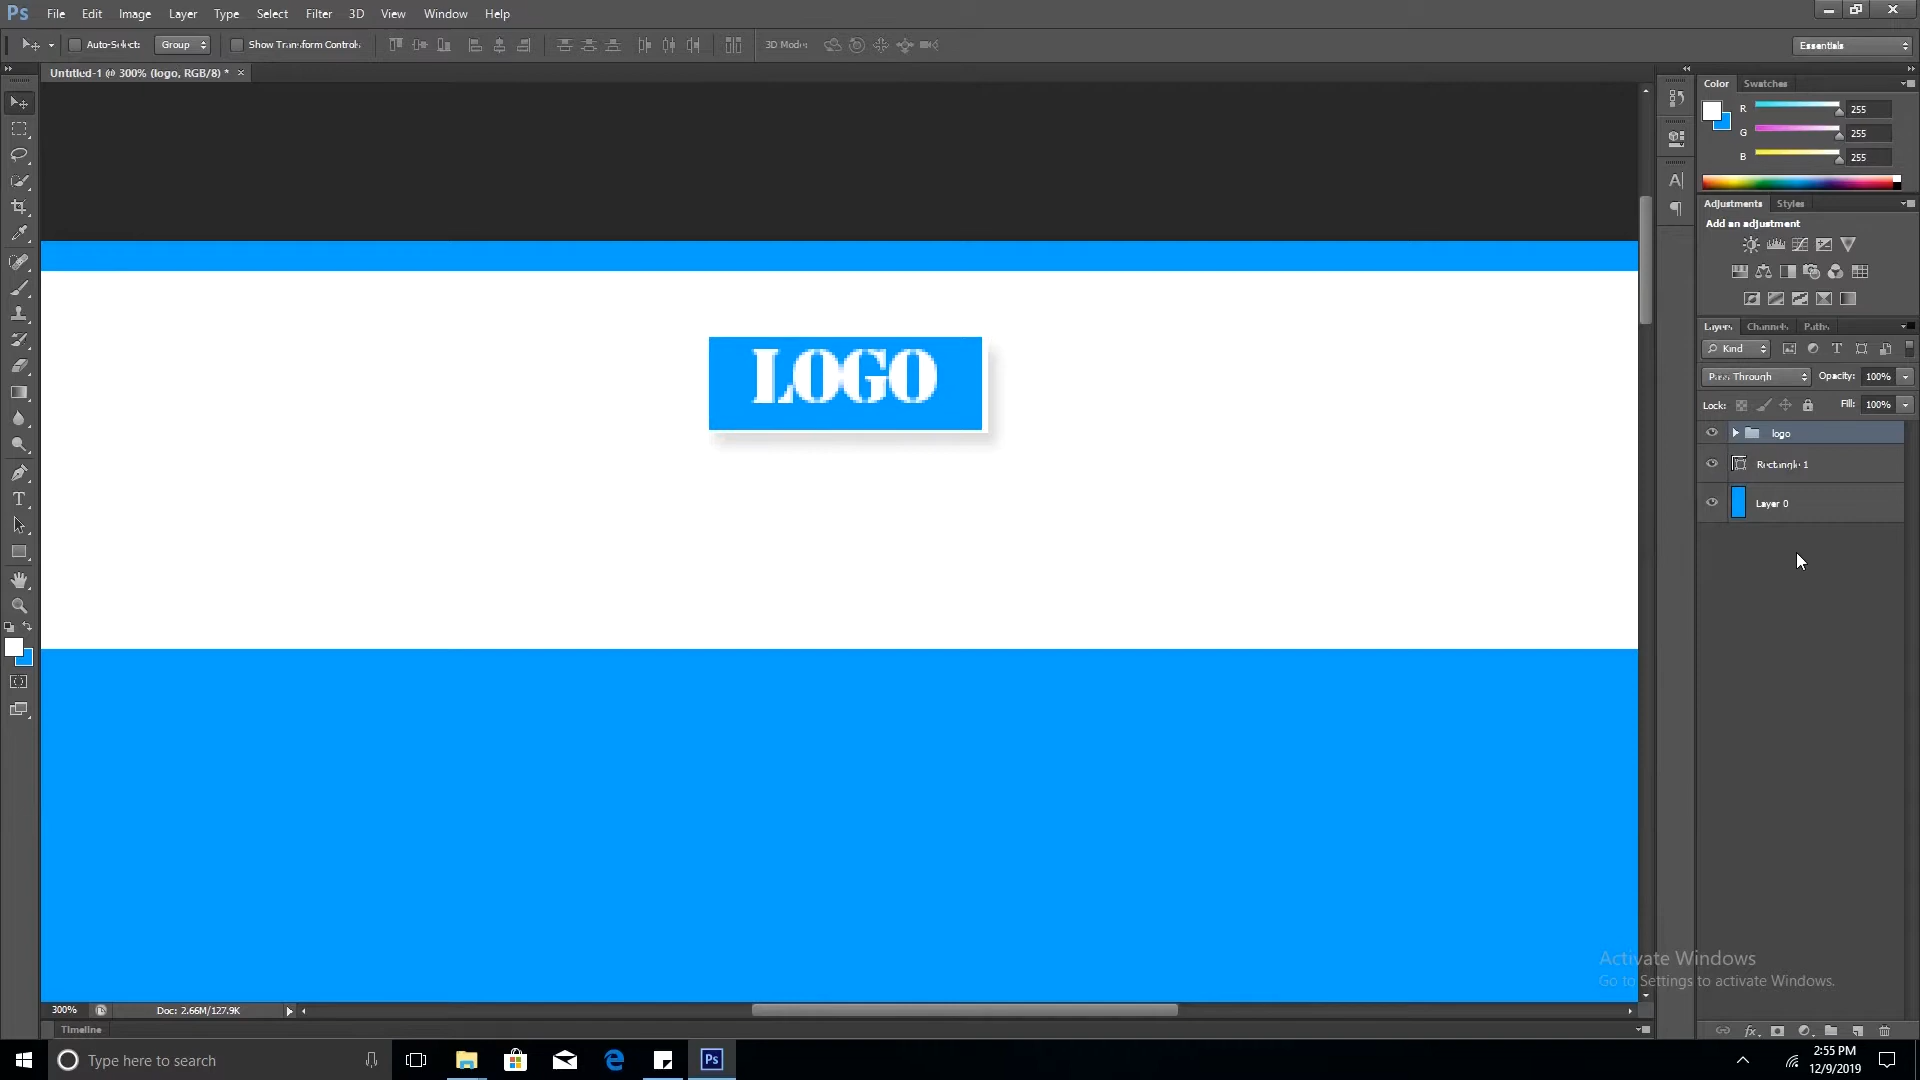 Ps File Edit Image Layer Type Select Filter 3D View Window Help
Auto-Select: Group Show Transform Controls 3D Mode: Essentials
Untitled-1 @ 300% (logo, RGB/8) * ×
Color Swatches
R 255
G 255
B 255
Adjustments Styles
Add an adjustment
Layers Channels Paths
Kind
Pass Through Opacity: 100%
Lock: Fill: 100%
logo
Rectangle 1
Layer 0
LOGO
Activate Windows
Go to Settings to activate Windows.
300% Doc: 2.66M/127.9K
Timeline
Type here to search
Ps
2:55 PM
12/9/2019